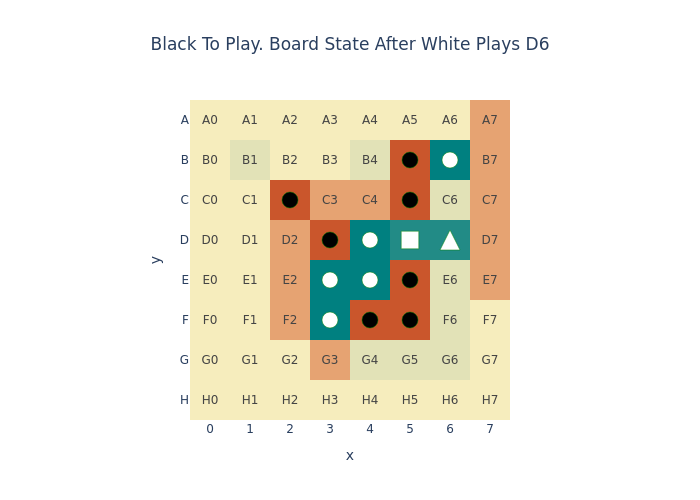 Black To Play. Board State After White Plays D6
A A0 A1 A2 A3 A4 A5 A6 A7
B B0 B1 B2 B3 B4 B7
C C0 C1 C3 C4 C6 C7
D D0 D1 D2 D7
E E0 E1 E2 E6 E7
F F0 F1 F2 F6 F7
G G0 G1 G2 G3 G4 G5 G6 G7
H H0 H1 H2 H3 H4 H5 H6 H7
0 1 2 3 4 5 6 7
x
y